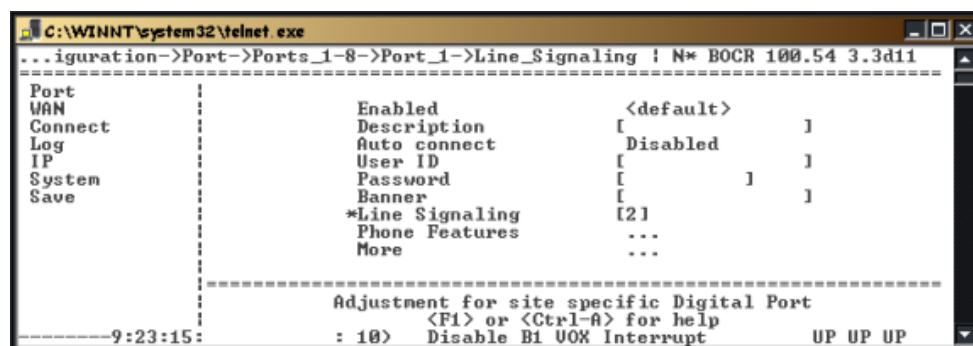 C:\WINNT\system32\telnet.exe
...iguration->Port->Ports_1-8->Port_1->Line_Signaling | N* BOCR 100.54 3.3d11
Port
WAN
Connect
Log
IP
System
Save
Enabled <default>
Description [ ]
Auto connect Disabled
User ID [ ]
Password [ ]
Banner [ ]
*Line Signaling [2]
Phone Features ...
More ...
Adjustment for site specific Digital Port
<F1> or <Ctrl-A> for help
--------9:23:15: : 10) Disable B1 VOX Interrupt UP UP UP